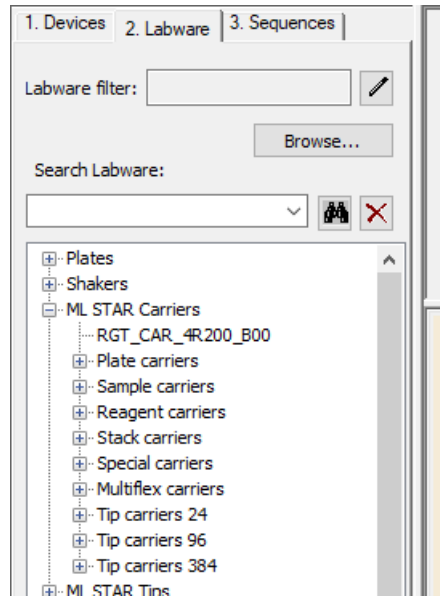 1. Devices 2. Labware 3. Sequences
Labware filter:
Browse...
Search Labware:
Plates
Shakers
ML STAR Carriers
RGT_CAR_4R200_B00
Plate carriers
Sample carriers
Reagent carriers
Stack carriers
Special carriers
Multiflex carriers
Tip carriers 24
Tip carriers 96
Tip carriers 384
ML STAR Tips